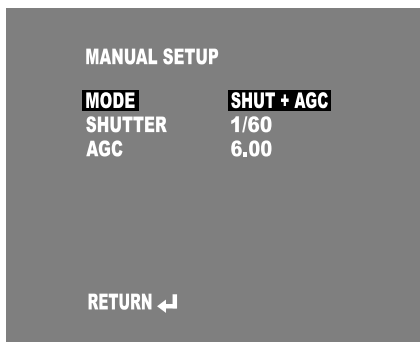 MANUAL SETUP
MODE SHUT + AGC
SHUTTER 1/60
AGC 6.00
RETURN ↵